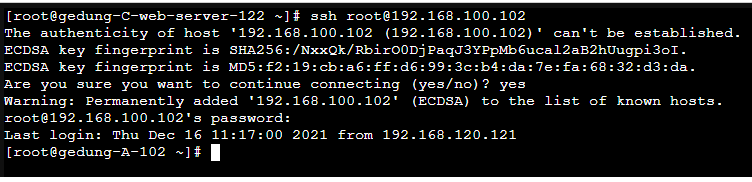 [root@gedung-C-web-server-122 ~]# ssh root@192.168.100.102
The authenticity of host '192.168.100.102 (192.168.100.102)' can't be established.
ECDSA key fingerprint is SHA256:/NxxQk/RbirO0DjPaqJ3YPpMb6ucal2aB2hUugpi3oI.
ECDSA key fingerprint is MD5:f2:19:cb:a6:ff:d6:99:3c:b4:da:7e:fa:68:32:d3:da.
Are you sure you want to continue connecting (yes/no)? yes
Warning: Permanently added '192.168.100.102' (ECDSA) to the list of known hosts.
root@192.168.100.102's password:
Last login: Thu Dec 16 11:17:00 2021 from 192.168.120.121
[root@gedung-A-102 ~]#